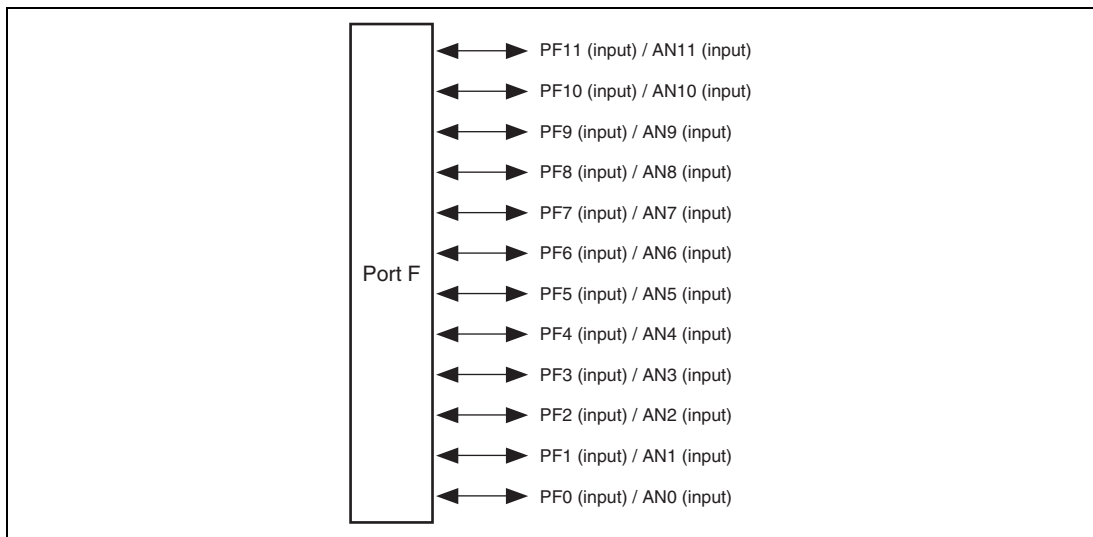 PF11 (input) / AN11 (input)
PF10 (input) / AN10 (input)
PF9 (input) / AN9 (input)
PF8 (input) / AN8 (input)
PF7 (input) / AN7 (input)
PF6 (input) / AN6 (input)
Port F
PF5 (input) / AN5 (input)
PF4 (input) / AN4 (input)
PF3 (input) / AN3 (input)
PF2 (input) / AN2 (input)
PF1 (input) / AN1 (input)
PF0 (input) / AN0 (input)